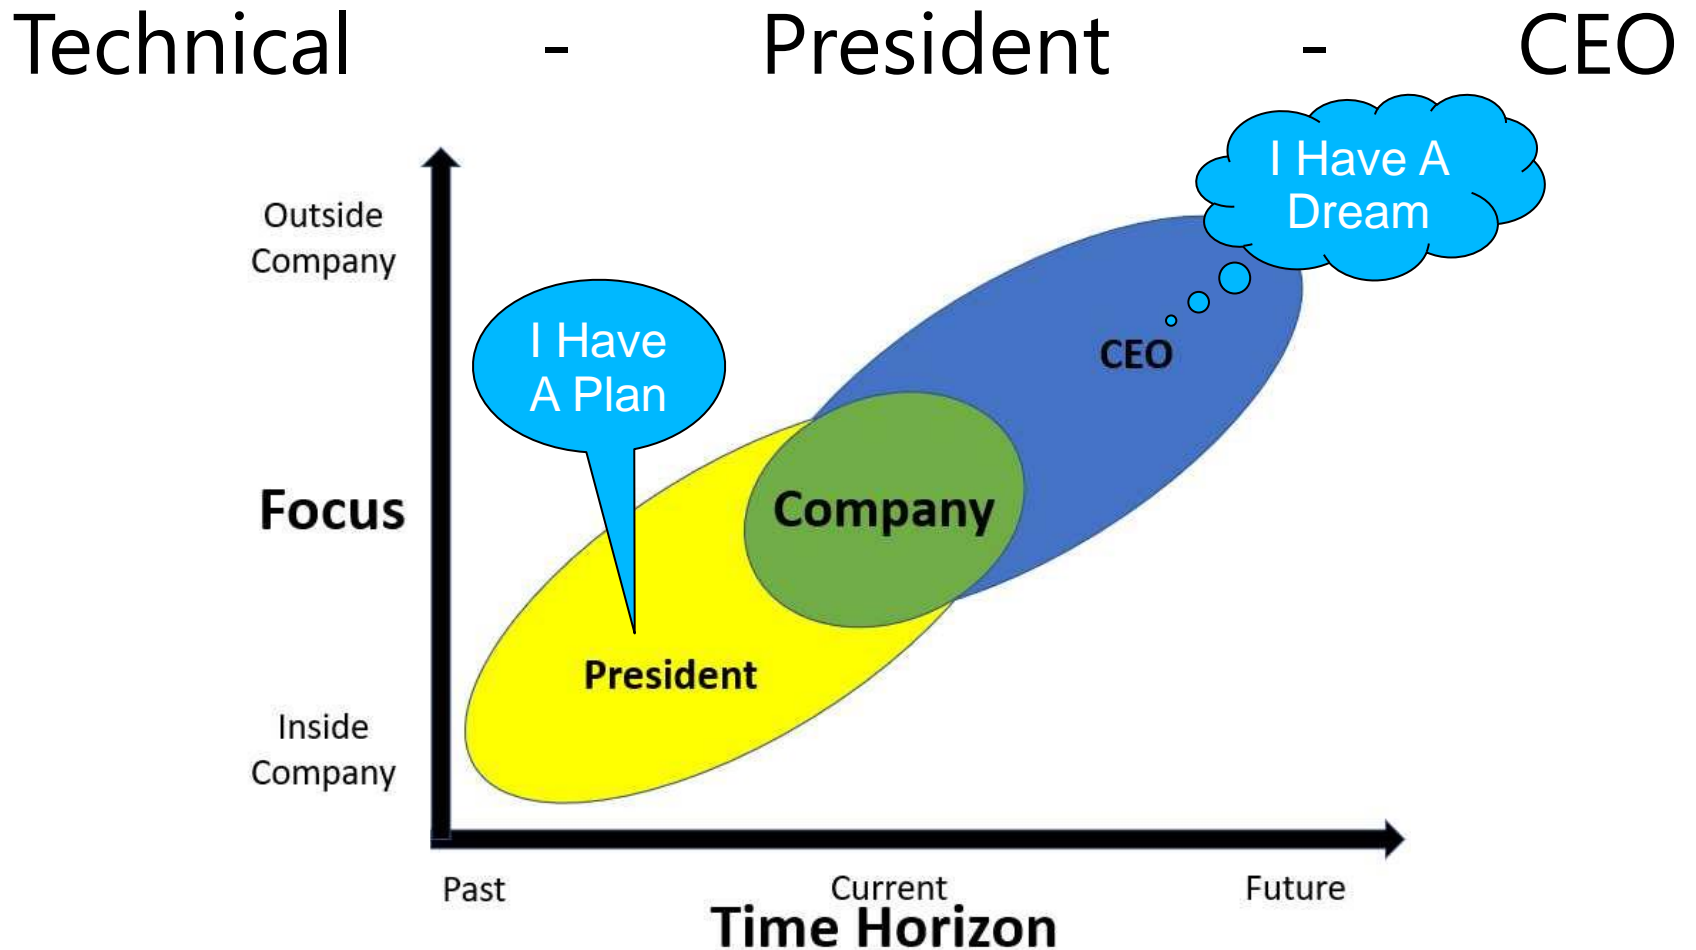 Technical - President - CEO
I Have A
Dream
Outside
Company
I Have
A Plan
CEO
Focus
Company
President
Inside
Company
Past
Current
Future
Time Horizon